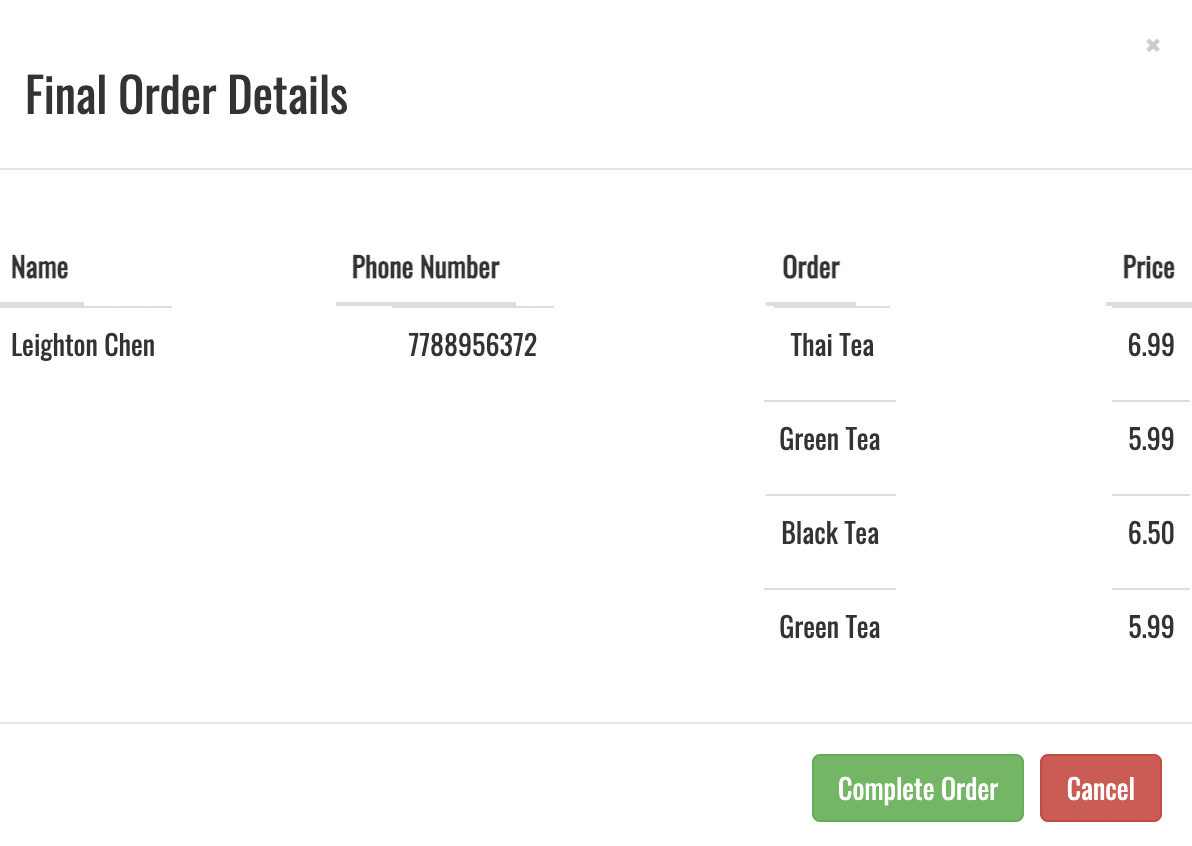 Final Order Details
Name Phone Number Order Price
Leighton Chen 7788956372 Thai Tea 6.99
Green Tea 5.99
Black Tea 6.50
Green Tea 5.99
Complete Order Cancel